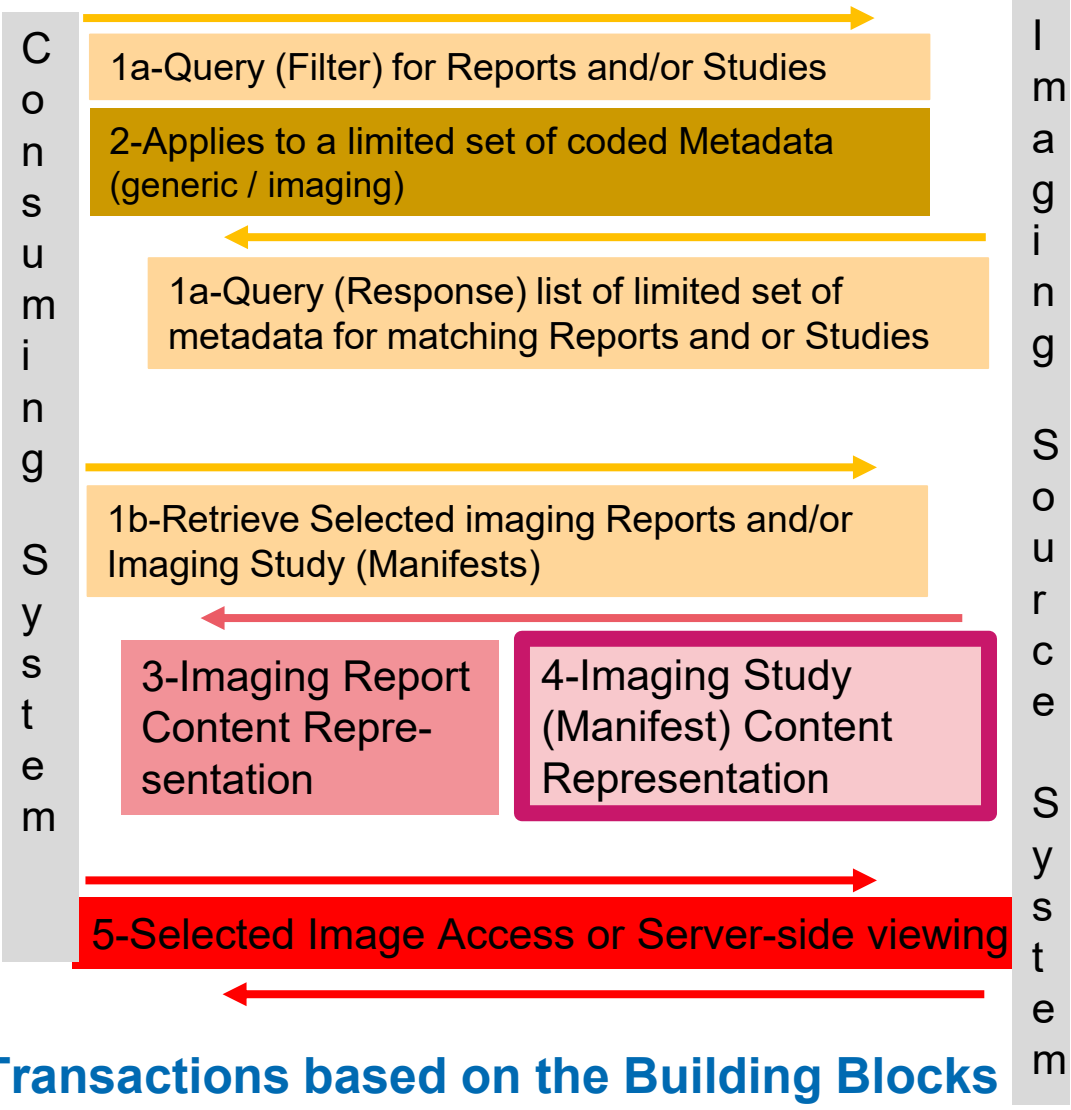 Consuming System
Imaging Source System
1a-Query (Filter) for Reports and/or Studies
2-Applies to a limited set of coded Metadata
(generic / imaging)
1a-Query (Response) list of limited set of
metadata for matching Reports and or Studies
1b-Retrieve Selected imaging Reports and/or
Imaging Study (Manifests)
3-Imaging Report
Content Repre-
sentation
4-Imaging Study
(Manifest) Content
Representation
5-Selected Image Access or Server-side viewing
Transactions based on the Building Blocks